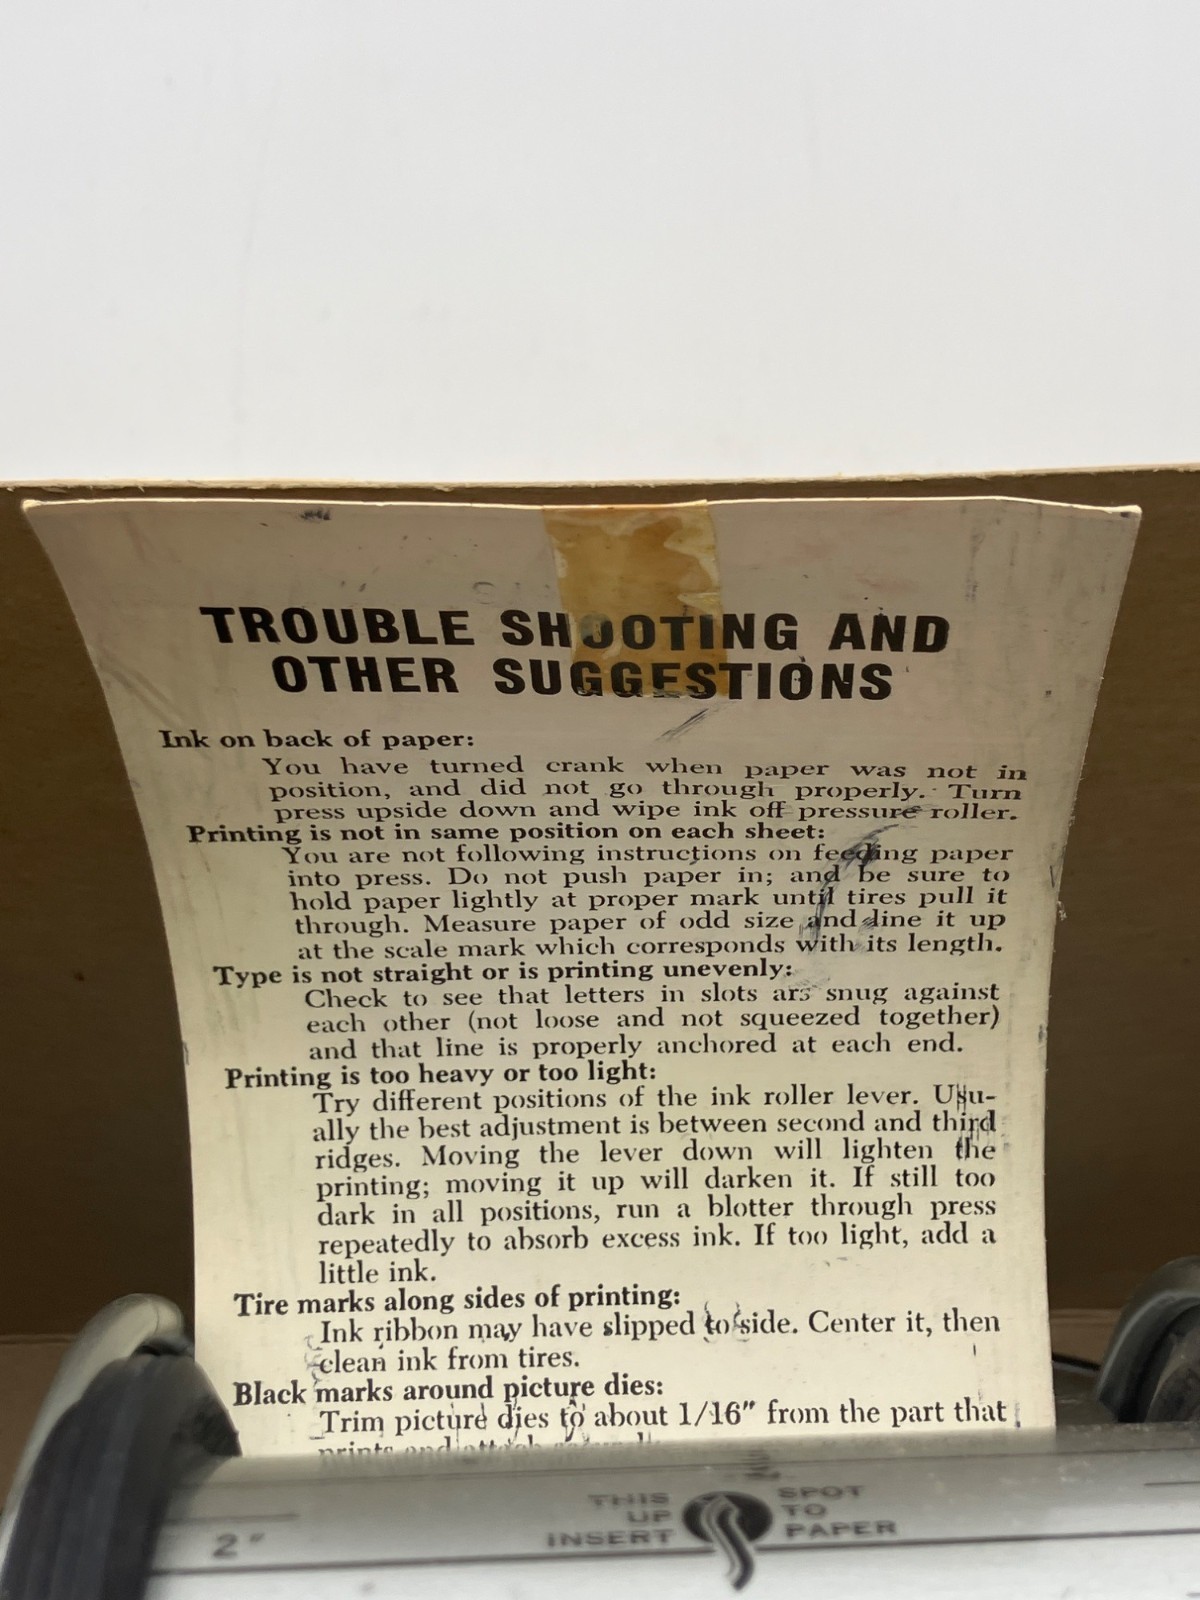 TROUBLE SHOOTING AND
OTHER SUGGESTIONS
Ink on back of paper:
You have turned crank when paper was not in
position, and did not go through properly. Turn
press upside down and wipe ink off pressure roller.
Printing is not in same position on each sheet:
You are not following instructions on feeding paper
into press. Do not push paper in; and be sure to
hold paper lightly at proper mark until tires pull it
through. Measure paper of odd size and line it up
at the scale mark which corresponds with its length.
Type is not straight or is printing unevenly:
Check to see that letters in slots ars snug against
each other (not loose and not squeezed together)
and that line is properly anchored at each end.
Printing is too heavy or too light:
Try different positions of the ink roller lever. Usu-
ally the best adjustment is between second and third
ridges. Moving the lever down will lighten the
printing; moving it up will darken it. If still too
dark in all positions, run a blotter through press
repeatedly to absorb excess ink. If too light, add a
little ink.
Tire marks along sides of printing:
Ink ribbon may have slipped to side. Center it, then
clean ink from tires.
Black marks around picture dies:
Trim picture dies to about 1/16" from the part that
prints and attach
THIS SPOT
UP TO
INSERT PAPER
2"